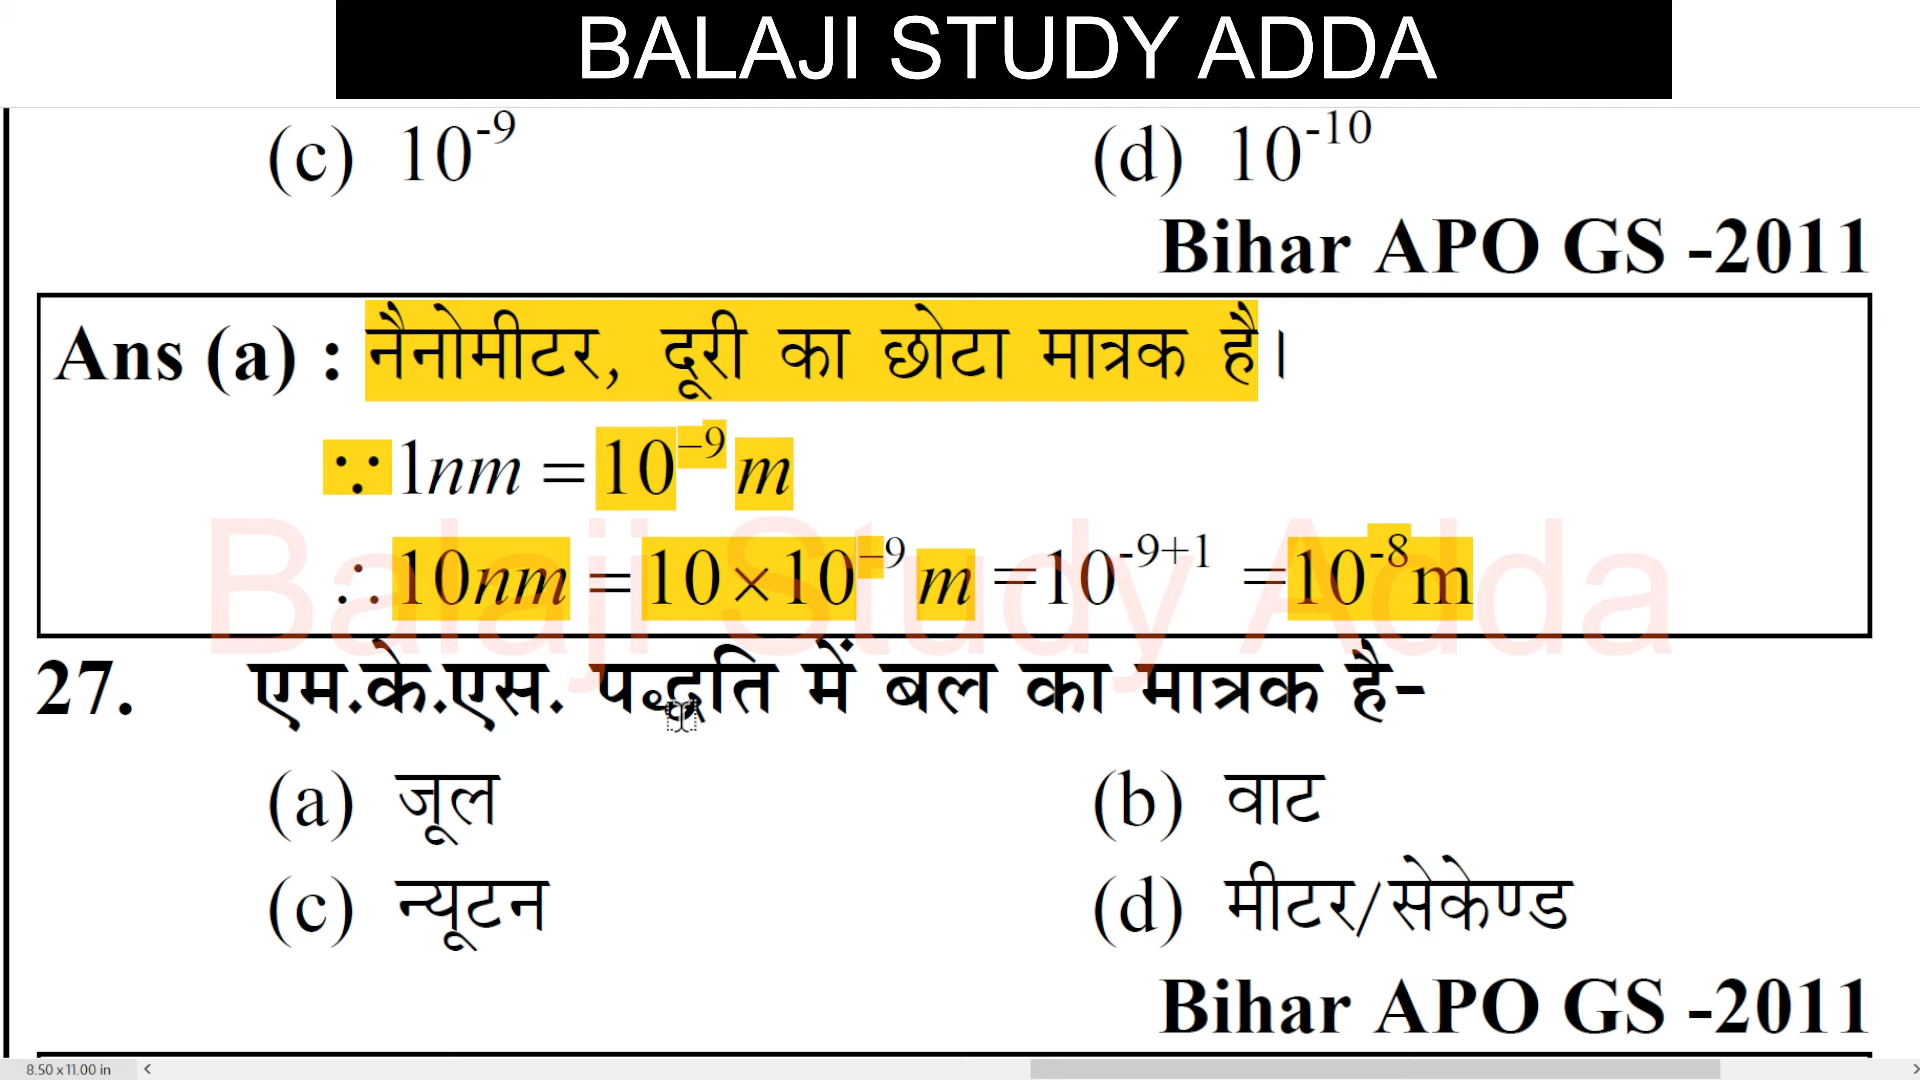 BALAJI STUDY ADDA
(c) 10⁻⁹ (d) 10⁻¹⁰
Bihar APO GS -2011
Ans (a) : नैनोमीटर, दूरी का छोटा मात्रक है।
∵ 1nm = 10⁻⁹ m
∴ 10nm = 10×10⁻⁹ m =10⁻⁹⁺¹ =10⁻⁸m
Balaji Study Adda
27. एम.के.एस. पद्धति में बल का मात्रक है-
(a) जूल (b) वाट
(c) न्यूटन (d) मीटर/सेकेण्ड
Bihar APO GS -2011
8.50 x 11.00 in